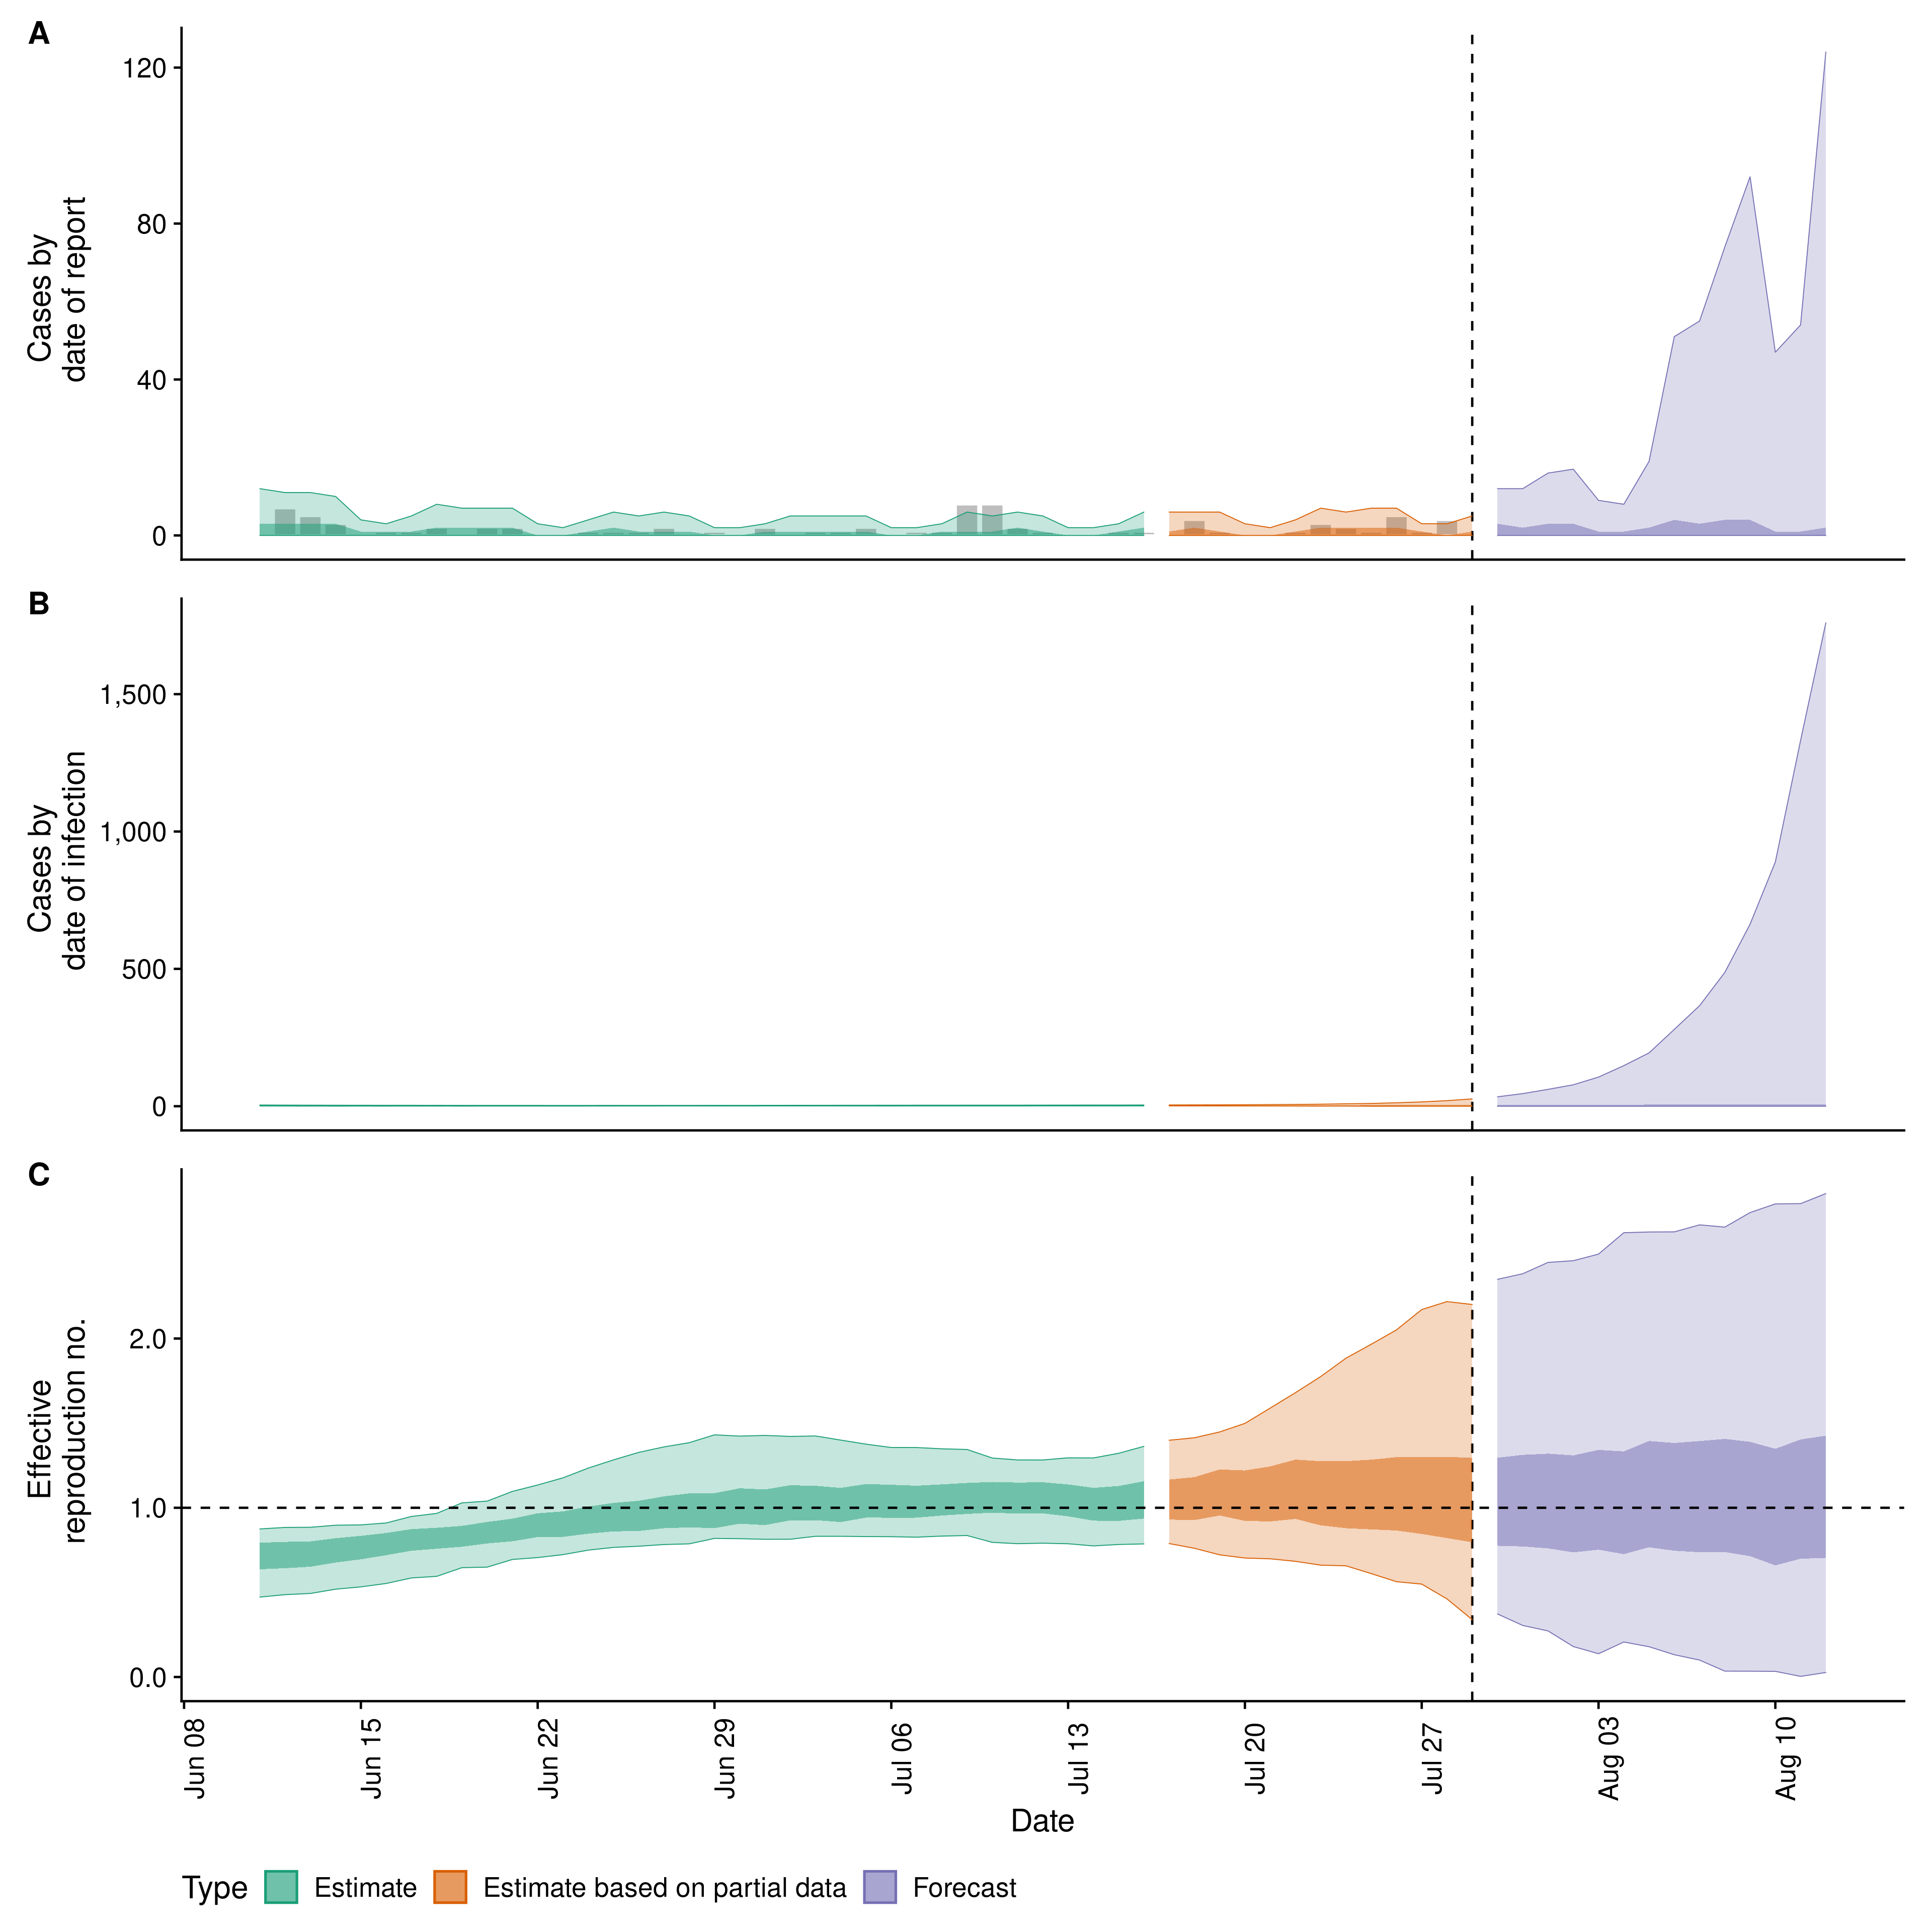 A
Cases by
date of report
120
80
40
0
B
Cases by
date of infection
1,500
1,000
500
0
C
Effective
reproduction no.
2.0
1.0
0.0
Jun 08
Jun 15
Jun 22
Jun 29
Jul 06
Jul 13
Jul 20
Jul 27
Aug 03
Aug 10
Date
Type Estimate Estimate based on partial data Forecast